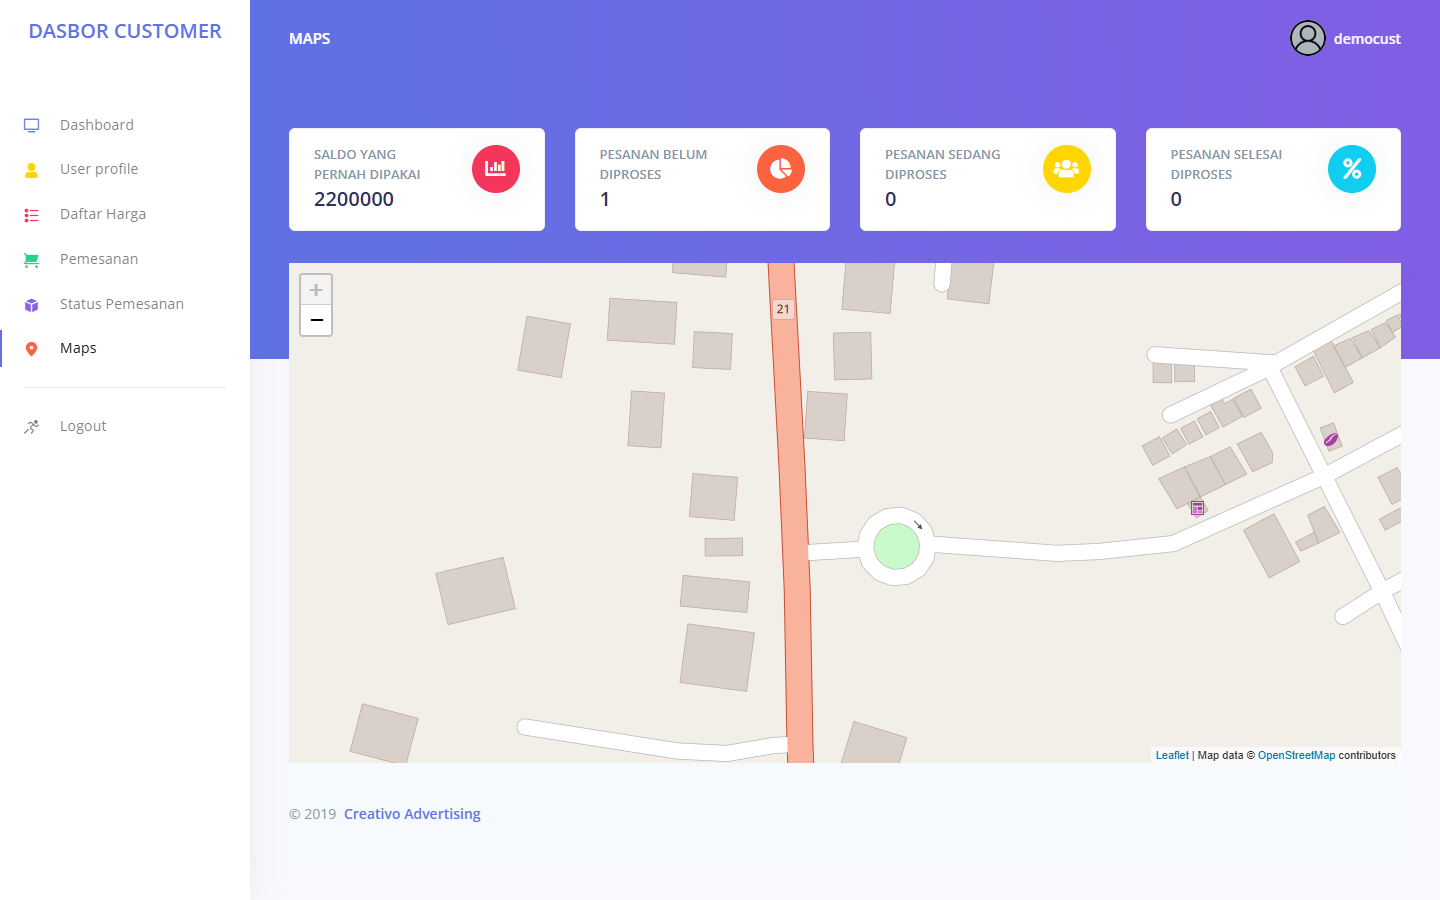 DASBOR CUSTOMER
Dashboard
User profile
Daftar Harga
Pemesanan
Status Pemesanan
Maps
Logout
MAPS
democust
SALDO YANG
PERNAH DIPAKAI
2200000
PESANAN BELUM
DIPROSES
1
PESANAN SEDANG
DIPROSES
0
PESANAN SELESAI
DIPROSES
0
+
−
21
Leaflet | Map data © OpenStreetMap contributors
© 2019 Creativo Advertising